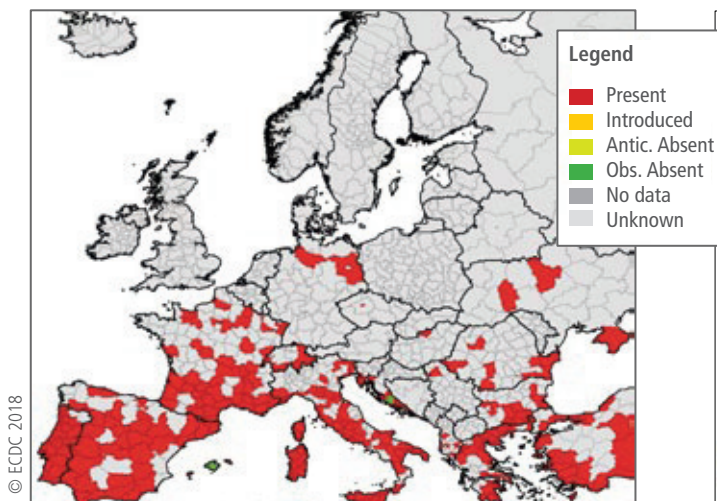 Legend
Present
Introduced
Antic. Absent
Obs. Absent
No data
Unknown
© ECDC 2018